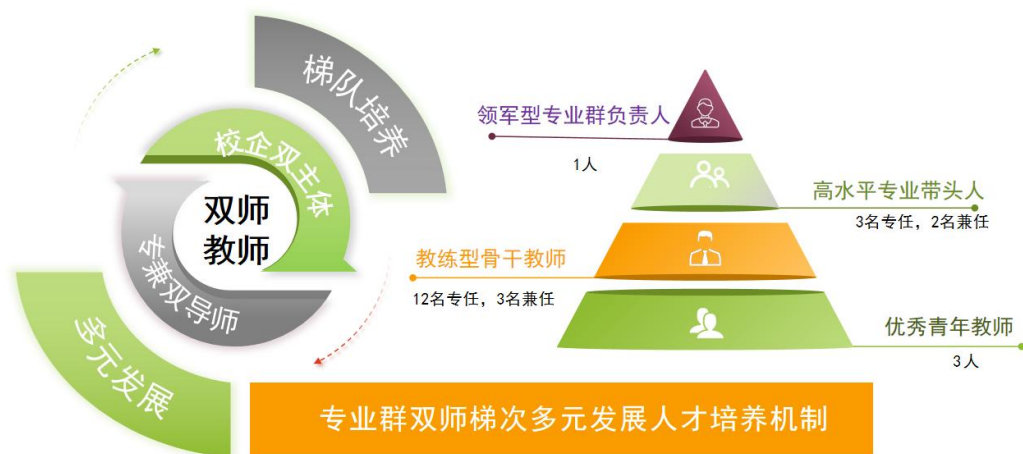 梯队培养
校企双主体
双师
教师
专兼双导师
多元发展
领军型专业群负责人
1人
高水平专业带头人
3名专任，2名兼任
教练型骨干教师
12名专任，3名兼任
优秀青年教师
3人
专业群双师梯次多元发展人才培养机制